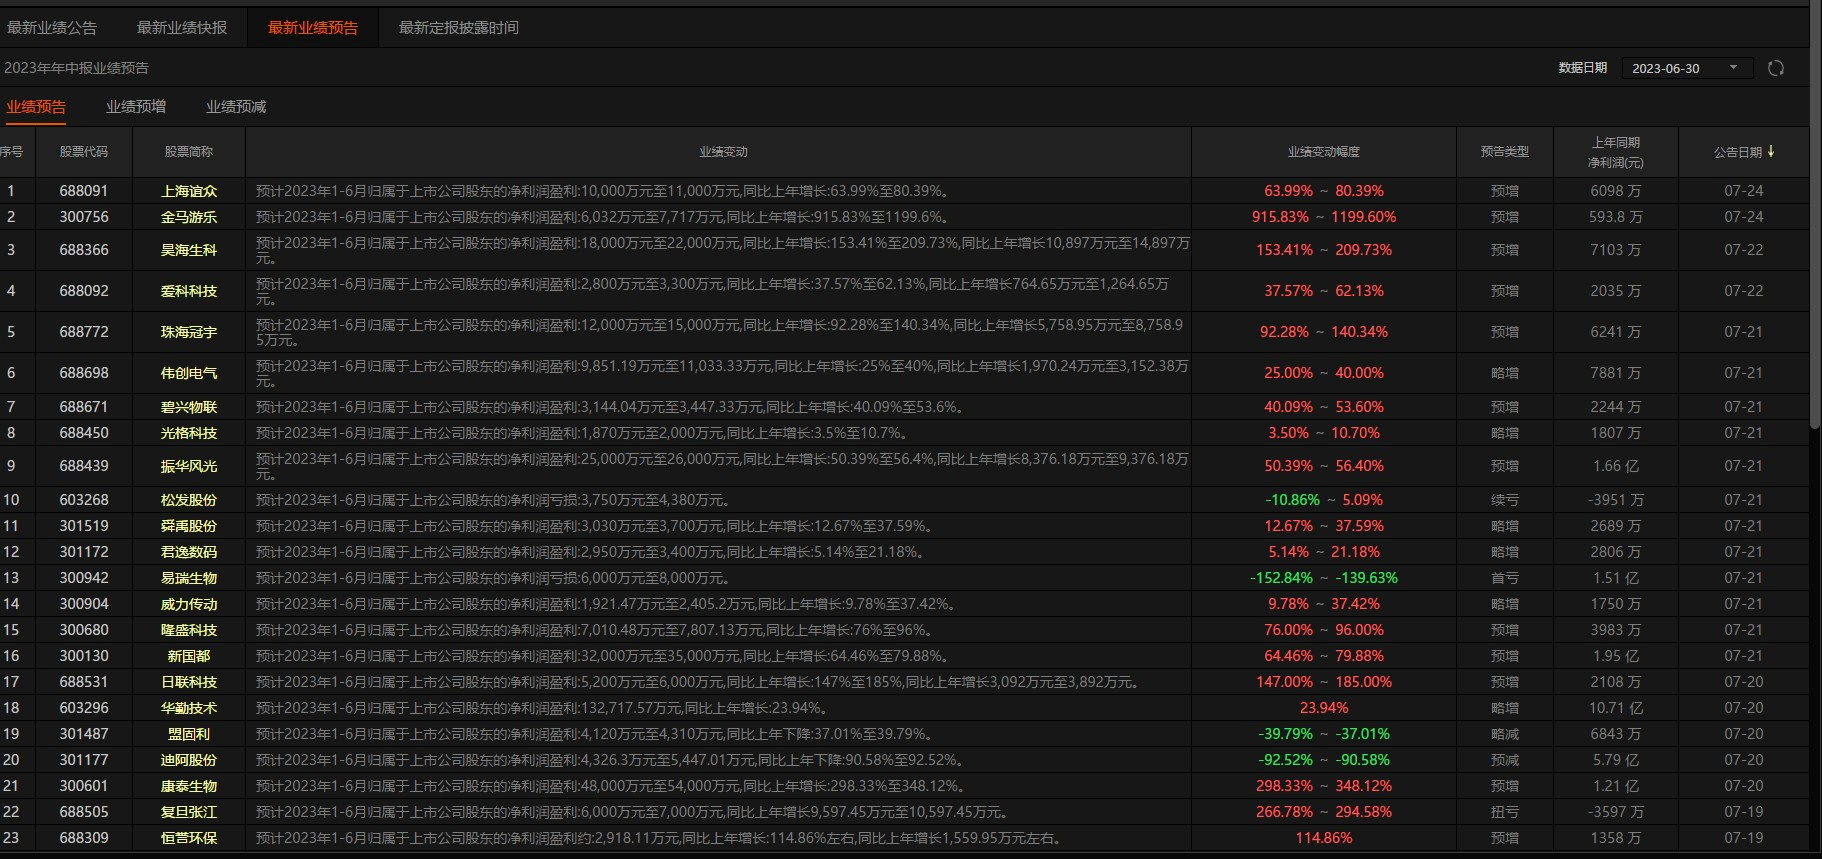 最新业绩公告 最新业绩快报 最新业绩预告 最新定报披露时间
2023年年中报业绩预告 数据日期 2023-06-30
业绩预告 业绩预增 业绩预减
序号 股票代码 股票简称 业绩变动 业绩变动幅度 预告类型 上年同期 净利润(元) 公告日期
1 688091 上海谊众 预计2023年1-6月归属于上市公司股东的净利润盈利:10,000万元至11,000万元,同比上年增长:63.99%至80.39%。 63.99% ~ 80.39% 预增 6098 万 07-24
2 300756 金马游乐 预计2023年1-6月归属于上市公司股东的净利润盈利:6,032万元至7,717万元,同比上年增长:915.83%至1199.6%。 915.83% ~ 1199.60% 预增 593.8 万 07-24
3 688366 昊海生科 预计2023年1-6月归属于上市公司股东的净利润盈利:18,000万元至22,000万元,同比上年增长:153.41%至209.73%,同比上年增长10,897万元至14,897万
元。 153.41% ~ 209.73% 预增 7103 万 07-22
4 688092 爱科科技 预计2023年1-6月归属于上市公司股东的净利润盈利:2,800万元至3,300万元,同比上年增长:37.57%至62.13%,同比上年增长764.65万元至1,264.65万
元。 37.57% ~ 62.13% 预增 2035 万 07-22
5 688772 珠海冠宇 预计2023年1-6月归属于上市公司股东的净利润盈利:12,000万元至15,000万元,同比上年增长:92.28%至140.34%,同比上年增长5,758.95万元至8,758.9
5万元。 92.28% ~ 140.34% 预增 6241 万 07-21
6 688698 伟创电气 预计2023年1-6月归属于上市公司股东的净利润盈利:9,851.19万元至11,033.33万元,同比上年增长:25%至40%,同比上年增长1,970.24万元至3,152.38万
元。 25.00% ~ 40.00% 略增 7881 万 07-21
7 688671 碧兴物联 预计2023年1-6月归属于上市公司股东的净利润盈利:3,144.04万元至3,447.33万元,同比上年增长:40.09%至53.6%。 40.09% ~ 53.60% 预增 2244 万 07-21
8 688450 光格科技 预计2023年1-6月归属于上市公司股东的净利润盈利:1,870万元至2,000万元,同比上年增长:3.5%至10.7%。 3.50% ~ 10.70% 略增 1807 万 07-21
9 688439 振华风光 预计2023年1-6月归属于上市公司股东的净利润盈利:25,000万元至26,000万元,同比上年增长:50.39%至56.4%,同比上年增长8,376.18万元至9,376.18万
元。 50.39% ~ 56.40% 预增 1.66 亿 07-21
10 603268 松发股份 预计2023年1-6月归属于上市公司股东的净利润亏损:3,750万元至4,380万元。 -10.86% ~ 5.09% 续亏 -3951 万 07-21
11 301519 舜禹股份 预计2023年1-6月归属于上市公司股东的净利润盈利:3,030万元至3,700万元,同比上年增长:12.67%至37.59%。 12.67% ~ 37.59% 略增 2689 万 07-21
12 301172 君逸数码 预计2023年1-6月归属于上市公司股东的净利润盈利:2,950万元至3,400万元,同比上年增长:5.14%至21.18%。 5.14% ~ 21.18% 略增 2806 万 07-21
13 300942 易瑞生物 预计2023年1-6月归属于上市公司股东的净利润亏损:6,000万元至8,000万元。 -152.84% ~ -139.63% 首亏 1.51 亿 07-21
14 300904 威力传动 预计2023年1-6月归属于上市公司股东的净利润盈利:1,921.47万元至2,405.2万元,同比上年增长:9.78%至37.42%。 9.78% ~ 37.42% 略增 1750 万 07-21
15 300680 隆盛科技 预计2023年1-6月归属于上市公司股东的净利润盈利:7,010.48万元至7,807.13万元,同比上年增长:76%至96%。 76.00% ~ 96.00% 预增 3983 万 07-21
16 300130 新国都 预计2023年1-6月归属于上市公司股东的净利润盈利:32,000万元至35,000万元,同比上年增长:64.46%至79.88%。 64.46% ~ 79.88% 预增 1.95 亿 07-21
17 688531 日联科技 预计2023年1-6月归属于上市公司股东的净利润盈利:5,200万元至6,000万元,同比上年增长:147%至185%,同比上年增长3,092万元至3,892万元。 147.00% ~ 185.00% 预增 2108 万 07-20
18 603296 华勤技术 预计2023年1-6月归属于上市公司股东的净利润盈利:132,717.57万元,同比上年增长:23.94%。 23.94% 略增 10.71 亿 07-20
19 301487 盟固利 预计2023年1-6月归属于上市公司股东的净利润盈利:4,120万元至4,310万元,同比上年下降:37.01%至39.79%。 -39.79% ~ -37.01% 略减 6843 万 07-20
20 301177 迪阿股份 预计2023年1-6月归属于上市公司股东的净利润盈利:4,326.3万元至5,447.01万元,同比上年下降:90.58%至92.52%。 -92.52% ~ -90.58% 预减 5.79 亿 07-20
21 300601 康泰生物 预计2023年1-6月归属于上市公司股东的净利润盈利:48,000万元至54,000万元,同比上年增长:298.33%至348.12%。 298.33% ~ 348.12% 预增 1.21 亿 07-20
22 688505 复旦张江 预计2023年1-6月归属于上市公司股东的净利润盈利:6,000万元至7,000万元,同比上年增长9,597.45万元至10,597.45万元。 266.78% ~ 294.58% 扭亏 -3597 万 07-19
23 688309 恒誉环保 预计2023年1-6月归属于上市公司股东的净利润盈利约:2,918.11万元,同比上年增长:114.86%左右,同比上年增长1,559.95万元左右。 114.86% 预增 1358 万 07-19